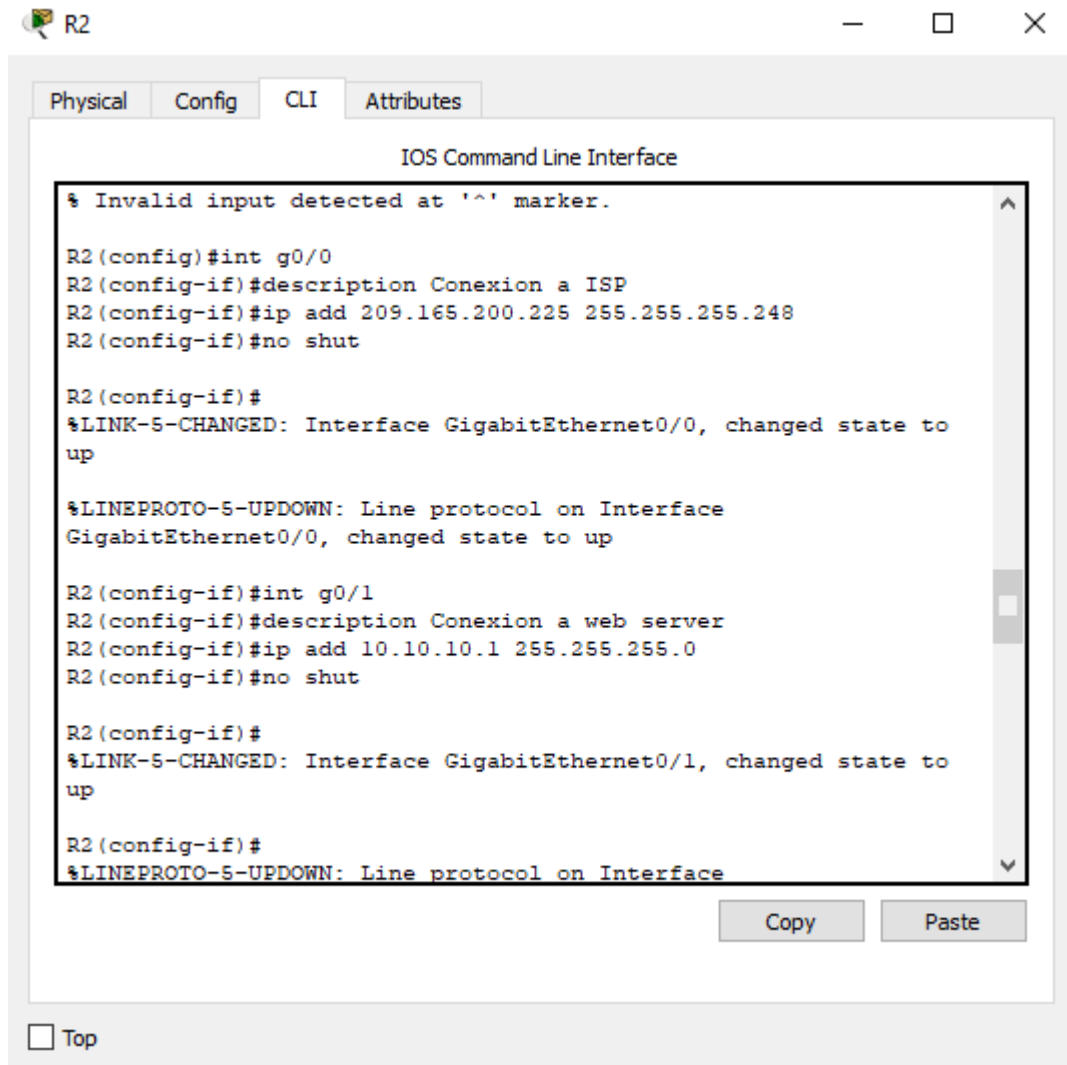 R2
Physical Config CLI Attributes
IOS Command Line Interface
% Invalid input detected at '^' marker.
R2(config)#int g0/0
R2(config-if)#description Conexion a ISP
R2(config-if)#ip add 209.165.200.225 255.255.255.248
R2(config-if)#no shut
R2(config-if)#
%LINK-5-CHANGED: Interface GigabitEthernet0/0, changed state to
up
%LINEPROTO-5-UPDOWN: Line protocol on Interface
GigabitEthernet0/0, changed state to up
R2(config-if)#int g0/1
R2(config-if)#description Conexion a web server
R2(config-if)#ip add 10.10.10.1 255.255.255.0
R2(config-if)#no shut
R2(config-if)#
%LINK-5-CHANGED: Interface GigabitEthernet0/1, changed state to
up
R2(config-if)#
%LINEPROTO-5-UPDOWN: Line protocol on Interface
Copy Paste
Top